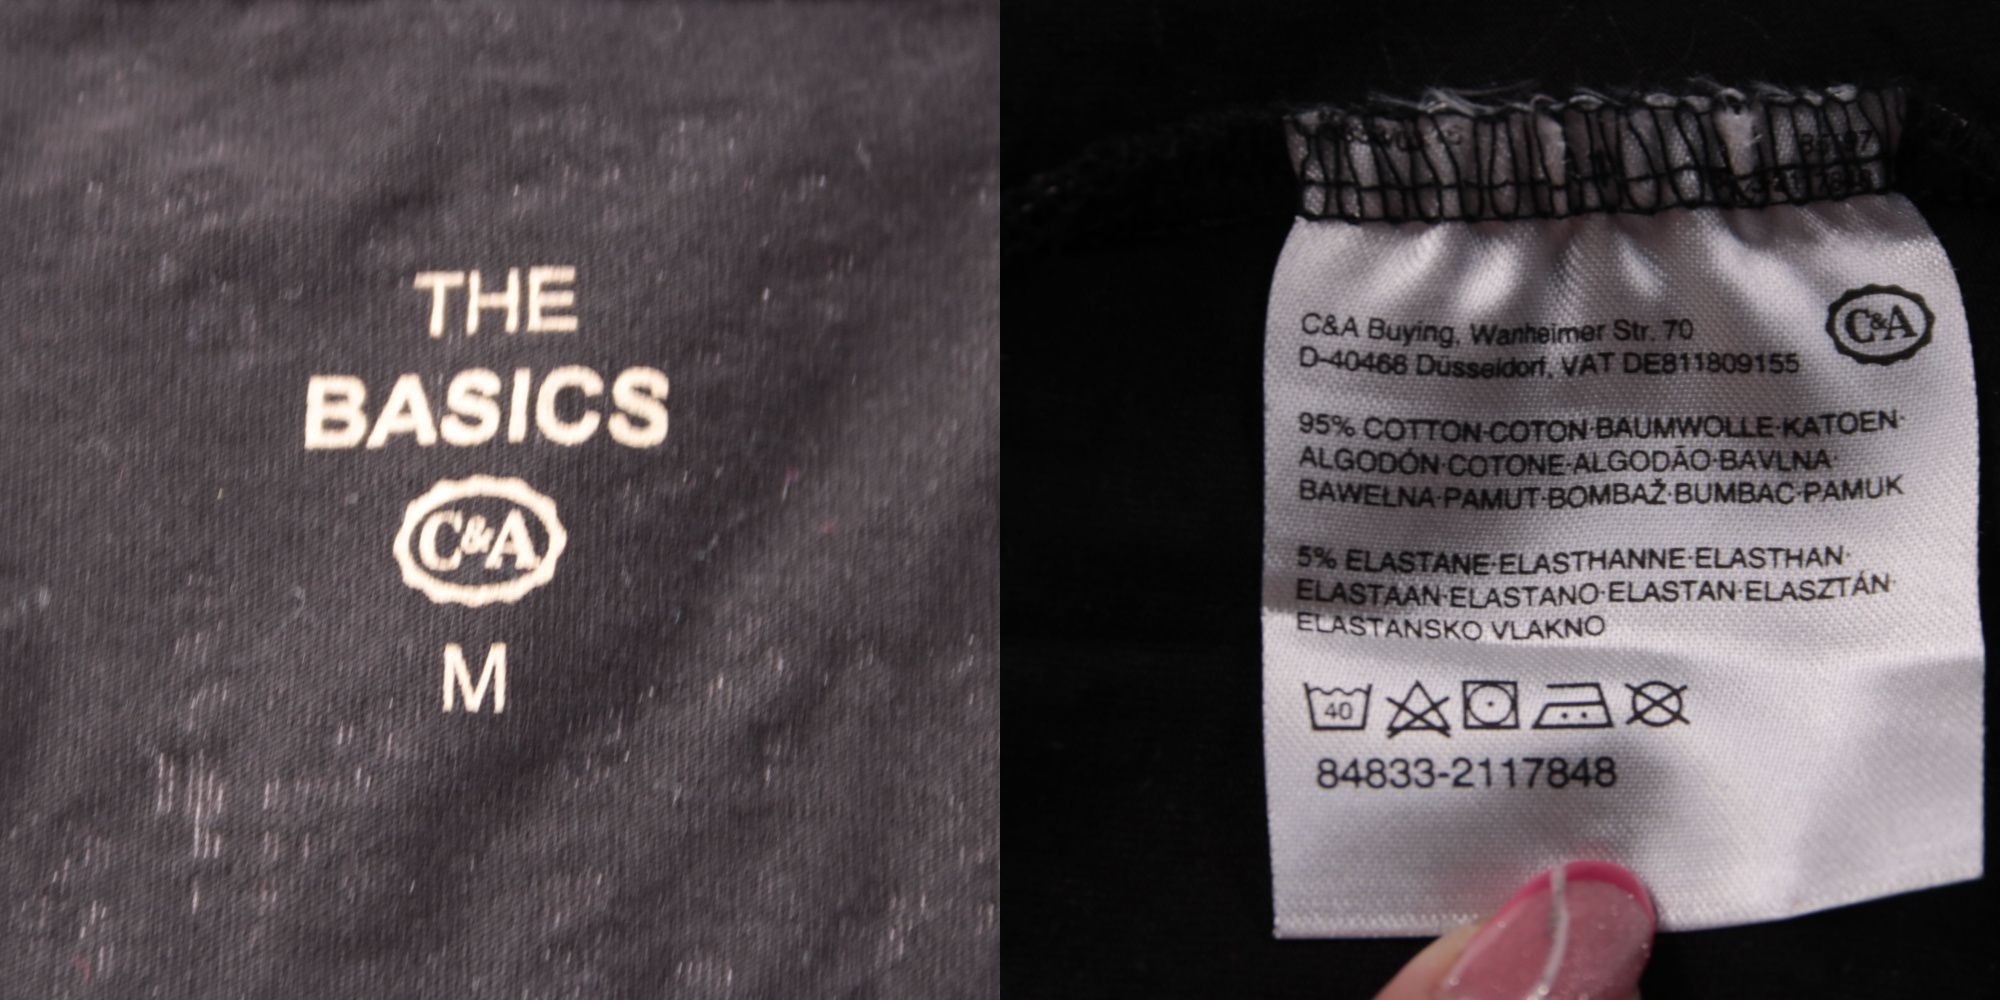 THE
BASICS
C&A
M
C&A
C&A Buying, Wanheimer Str. 70
D-40468 Düsseldorf, VAT DE811809155
95% COTTON·COTON·BAUMWOLLE·KATOEN·
ALGODÓN·COTONE·ALGODÃO·BAVLNA·
BAWEŁNA·PAMUT·BOMBAŽ·BUMBAC·PAMUK
5% ELASTANE·ELASTHANNE·ELASTHAN·
ELASTAAN·ELASTANO·ELASTAN·ELASZTÁN·
ELASTANSKO VLAKNO
40
84833-2117848